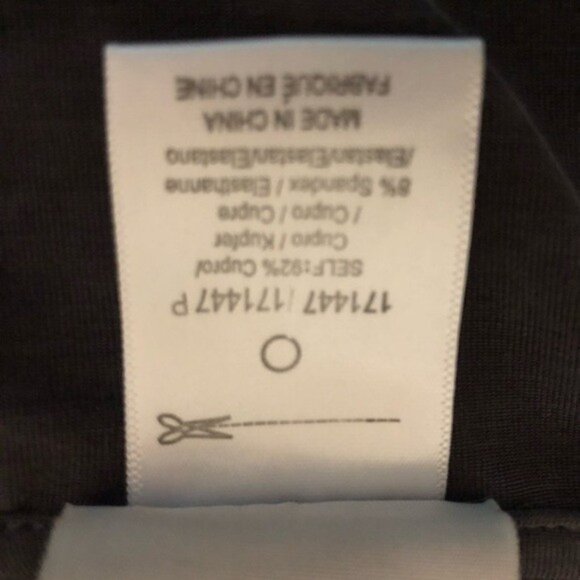 171447 / 171447 P
SELF:92% Cupro/
Cupro / Kupfer
/ Cupro / Cupre
8% Spandex / Elasthanne
/Elastan/Elastan/Elastang
MADE IN CHINA
FABRIQUÉ EN CHINE